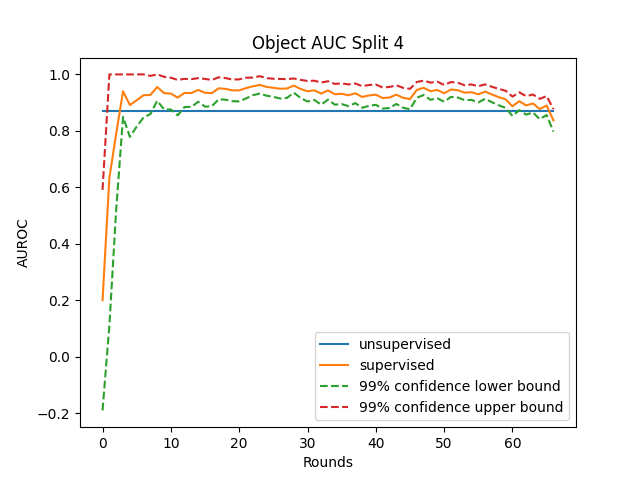 Object AUC Split 4
1.0
0.8
0.6
0.4
0.2
0.0
−0.2
AUROC
0 10 20 30 40 50 60
Rounds
unsupervised
supervised
99% confidence lower bound
99% confidence upper bound